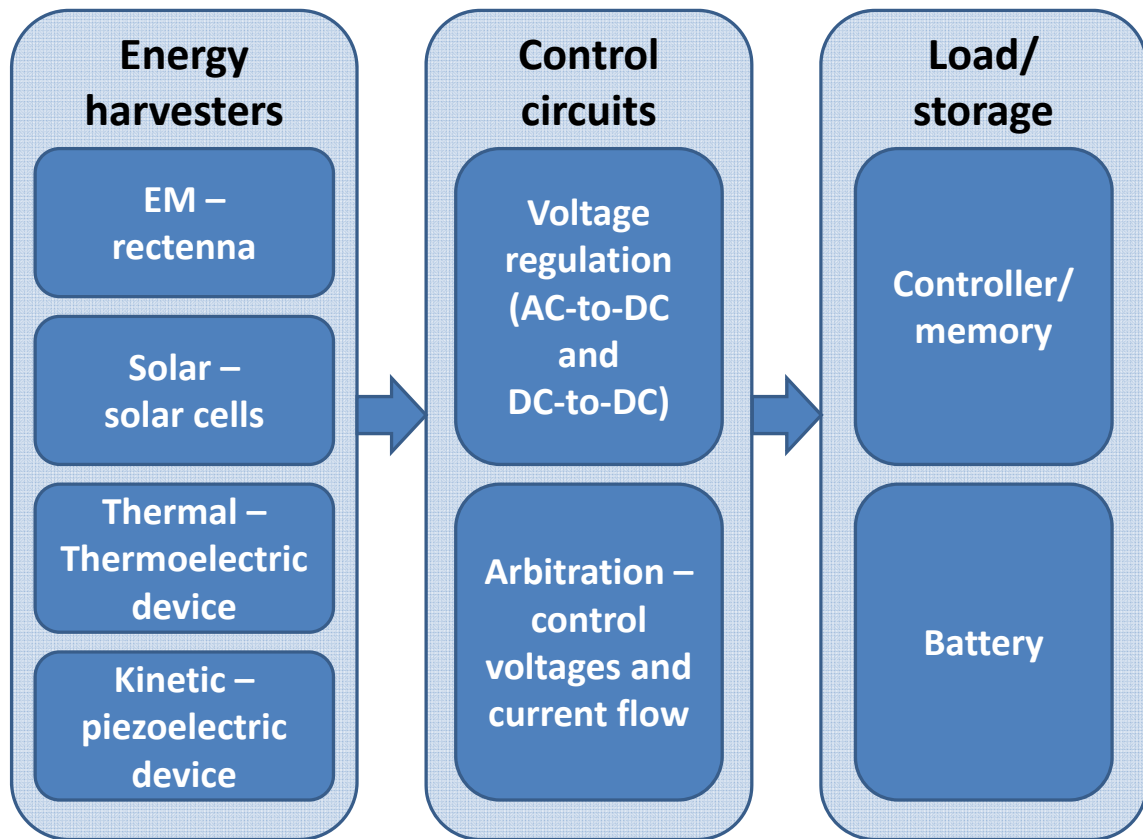 Energy
harvesters
EM –
rectenna
Solar –
solar cells
Thermal –
Thermoelectric
device
Kinetic –
piezoelectric
device
Control
circuits
Voltage
regulation
(AC-to-DC
and
DC-to-DC)
Arbitration –
control
voltages and
current flow
Load/
storage
Controller/
memory
Battery